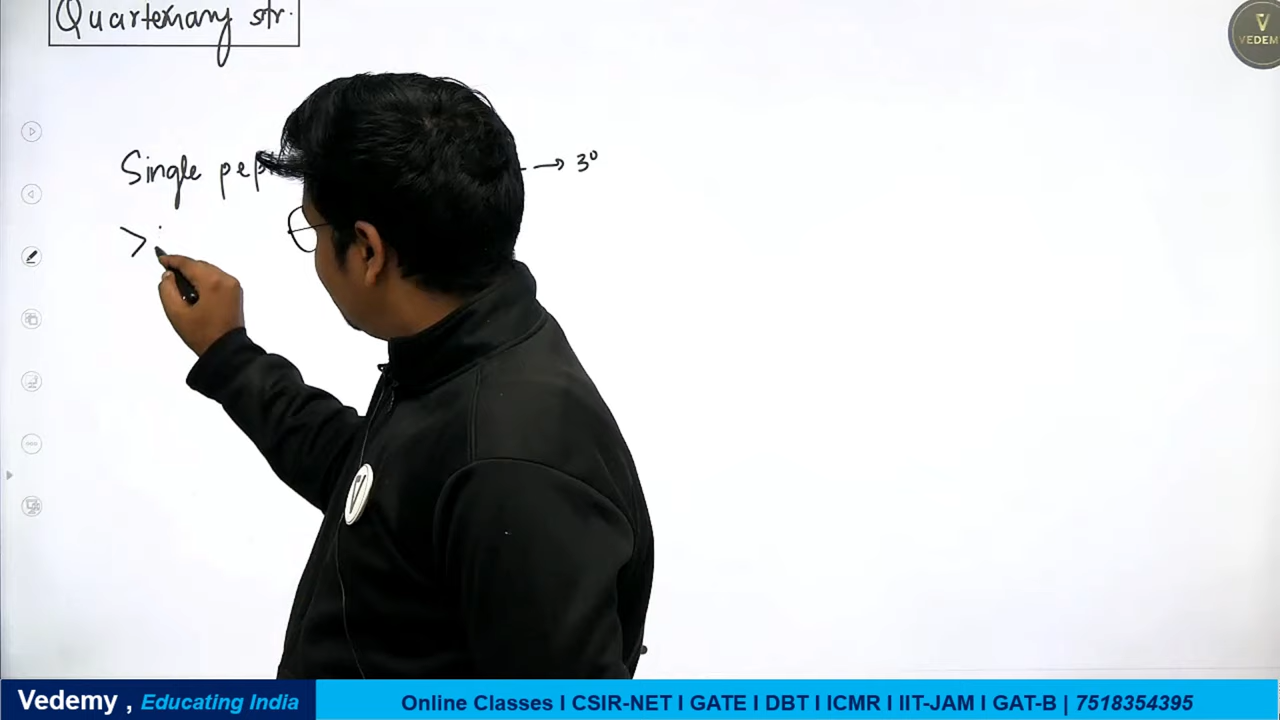 Quarternary str.
VEDEM
Single pep → 3°
>
V
Vedemy , Educating India
Online Classes I CSIR-NET I GATE I DBT I ICMR I IIT-JAM I GAT-B | 7518354395